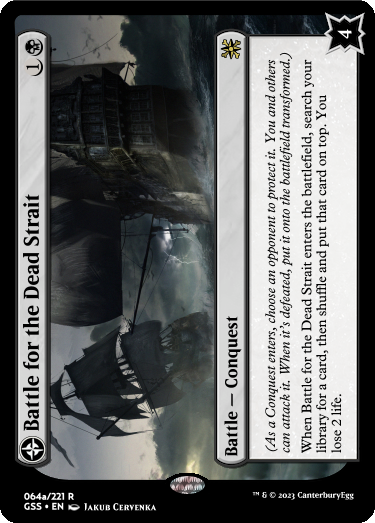 Battle for the Dead Strait
Battle — Conquest
(As a Conquest enters, choose an opponent to protect it. You and others
can attack it. When it's defeated, put it onto the battlefield transformed.)
When Battle for the Dead Strait enters the battlefield, search your
library for a card, then shuffle and put that card on top. You
lose 2 life.
4
064a/221 R
GSS • EN Jakub Cervenka
™ & © 2023 CanterburyEgg